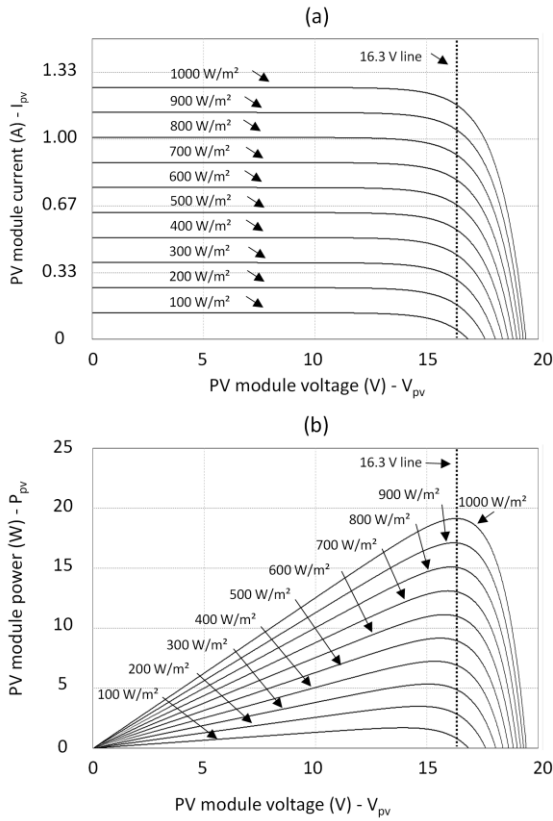 (a)
1.33
1.00
0.67
0.33
0
PV module current (A) - Iₚᵥ
16.3 V line
1000 W/m²
900 W/m²
800 W/m²
700 W/m²
600 W/m²
500 W/m²
400 W/m²
300 W/m²
200 W/m²
100 W/m²
0 5 10 15 20
PV module voltage (V) - Vₚᵥ
(b)
25
20
15
10
5
0
PV module power (W) - Pₚᵥ
16.3 V line
900 W/m²
1000 W/m²
800 W/m²
700 W/m²
600 W/m²
500 W/m²
400 W/m²
300 W/m²
200 W/m²
100 W/m²
0 5 10 15 20
PV module voltage (V) - Vₚᵥ